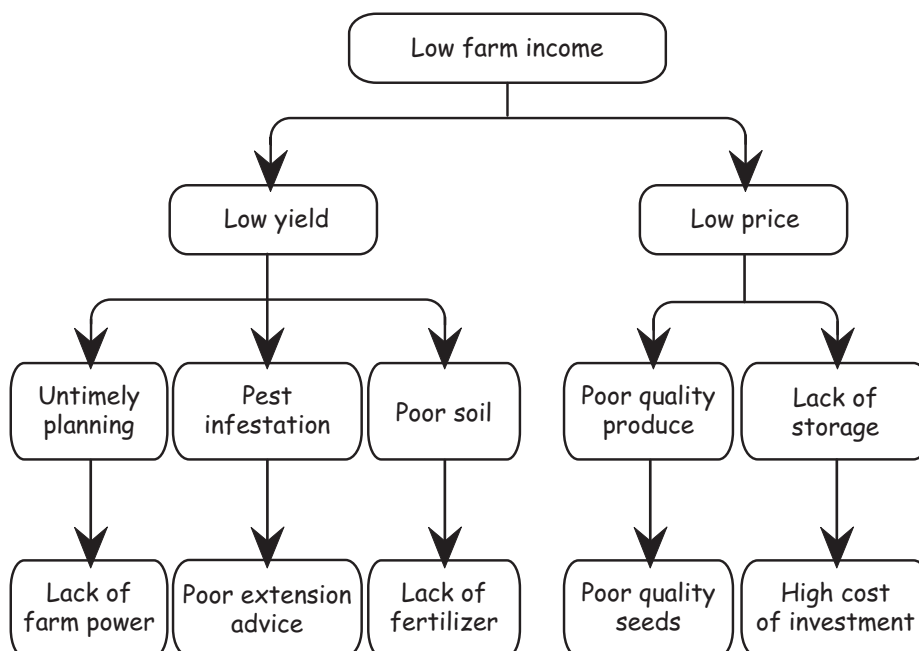 Low farm income
Low yield
Low price
Untimely
planning
Pest
infestation
Poor soil
Poor quality
produce
Lack of
storage
Lack of
farm power
Poor extension
advice
Lack of
fertilizer
Poor quality
seeds
High cost
of investment